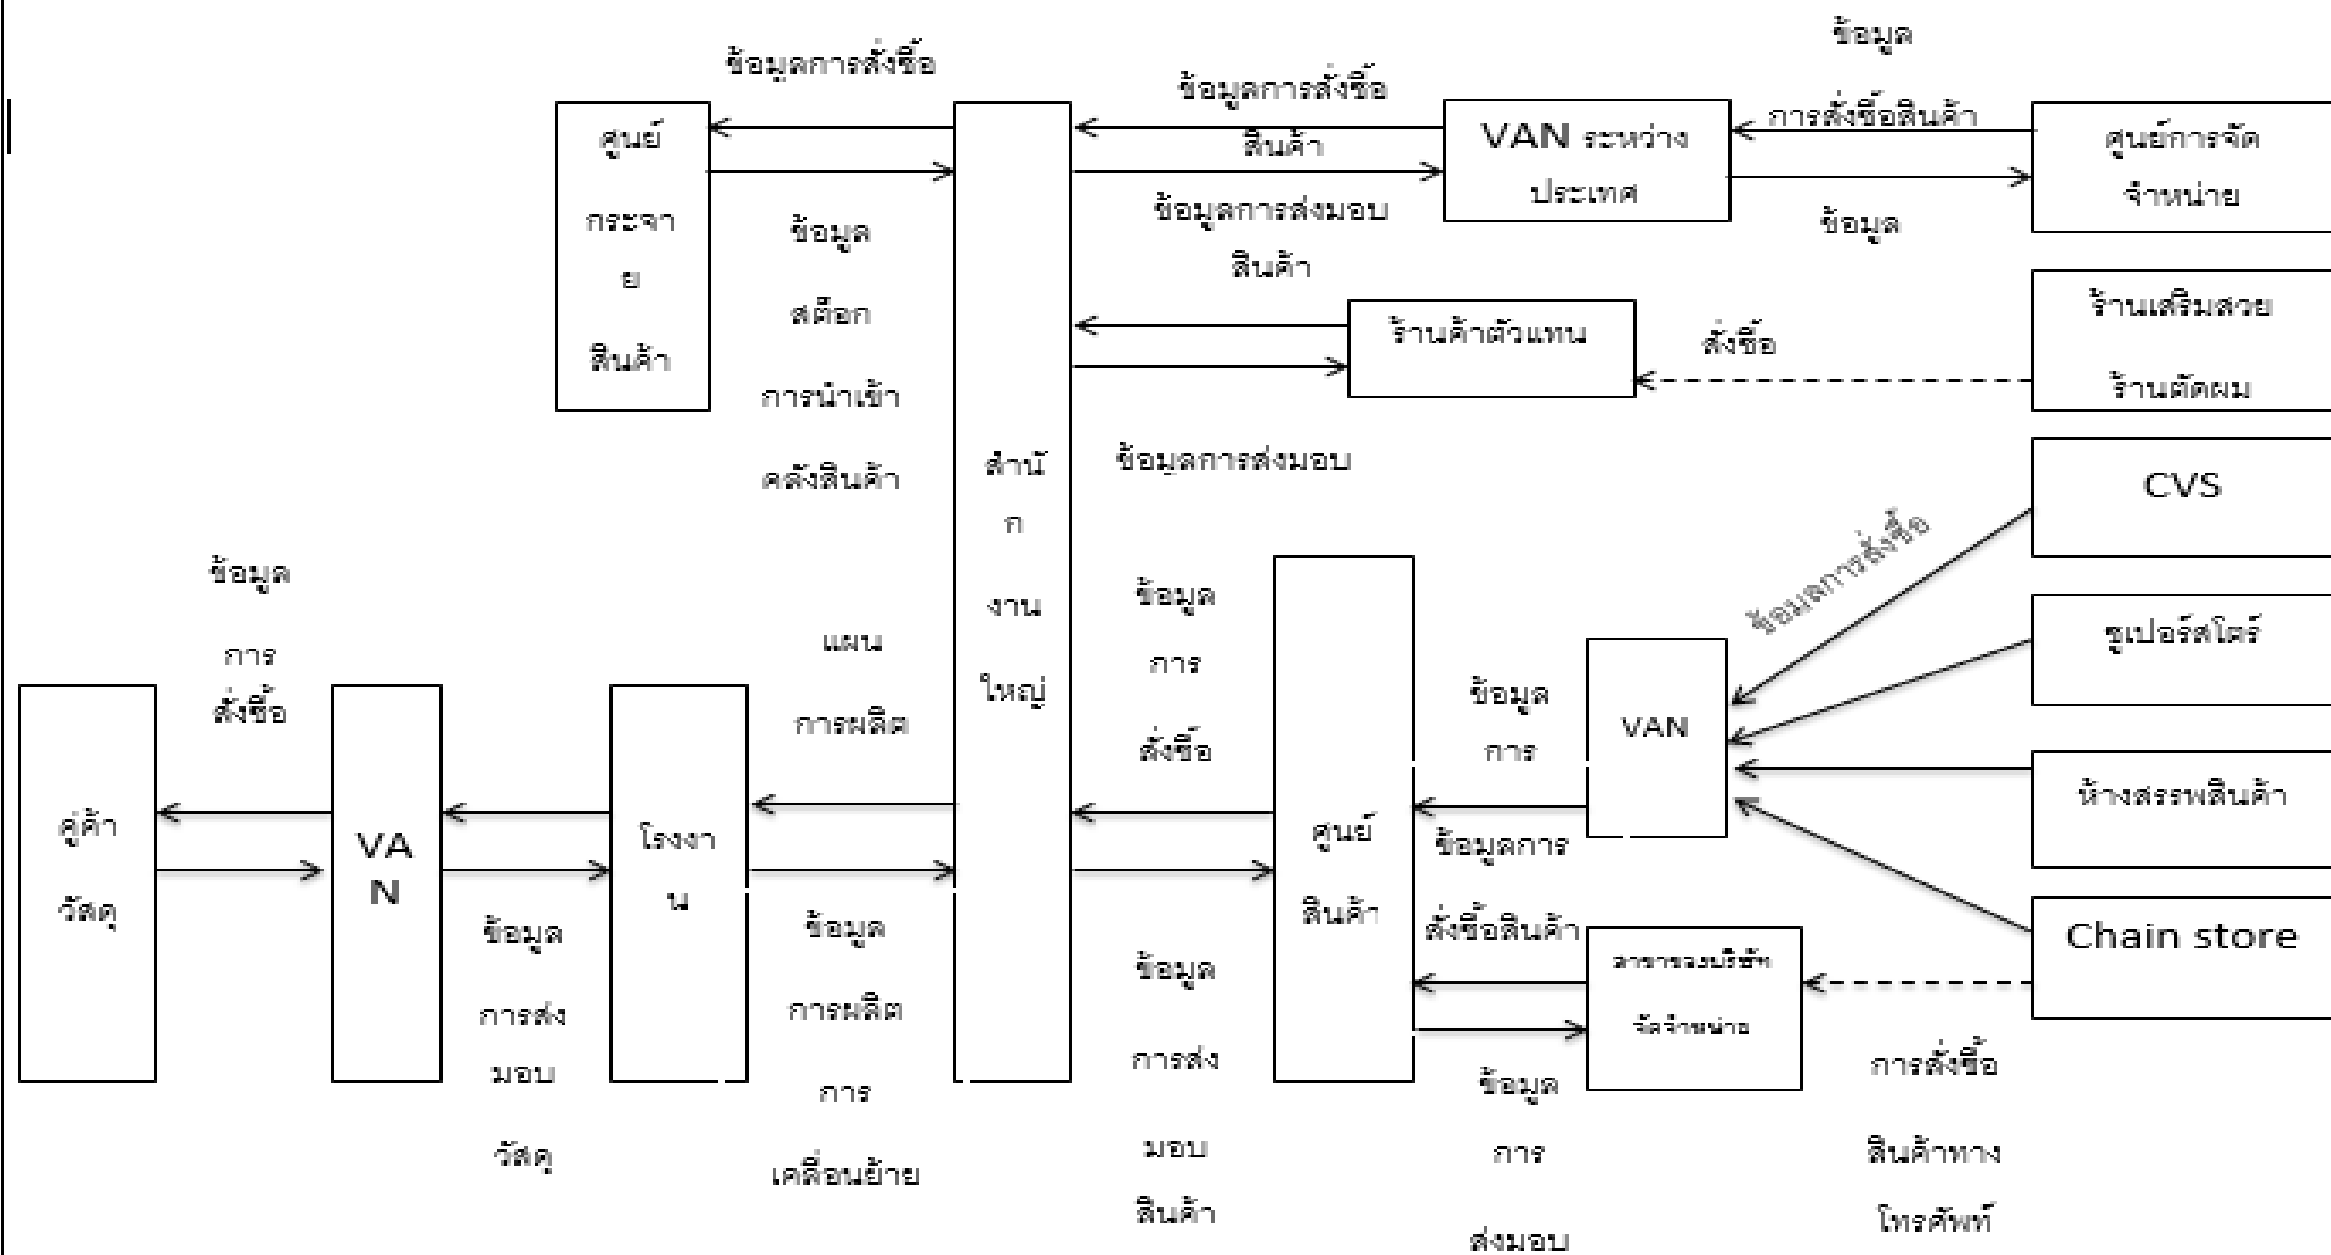 ข้อมูลการสั่งซื้อ
ศูนย์
กระจา
ย
สินค้า
ข้อมูล
สต็อก
การนำเข้า
คลังสินค้า
สำนั
ก
งาน
ใหญ่
ข้อมูลการสั่งซื้อ
สินค้า
ข้อมูลการส่งมอบ
สินค้า
VAN ระหว่าง
ประเทศ
ข้อมูล
การสั่งซื้อสินค้า
ข้อมูล
ศูนย์การจัด
จำหน่าย
ร้านค้าตัวแทน
สั่งซื้อ
ร้านเสริมสวย
ร้านตัดผม
ข้อมูลการส่งมอบ
CVS
ข้อมูลการสั่งซื้อ
ซูเปอร์สโตร์
ห้างสรรพสินค้า
Chain store
VAN
ข้อมูล
การ
สั่งซื้อ
คู่ค้า
วัสดุ
VA
N
ข้อมูล
การส่ง
มอบ
วัสดุ
โรงงา
น
แผน
การผลิต
ข้อมูล
การผลิต
การ
เคลื่อนย้าย
ข้อมูล
การ
สั่งซื้อ
ข้อมูล
การส่ง
มอบ
สินค้า
ศูนย์
สินค้า
ข้อมูล
การ
ข้อมูลการ
สั่งซื้อสินค้า
สาขาของบริษัท
จัดจำหน่าย
ข้อมูล
การ
ส่งมอบ
การสั่งซื้อ
สินค้าทาง
โทรศัพท์